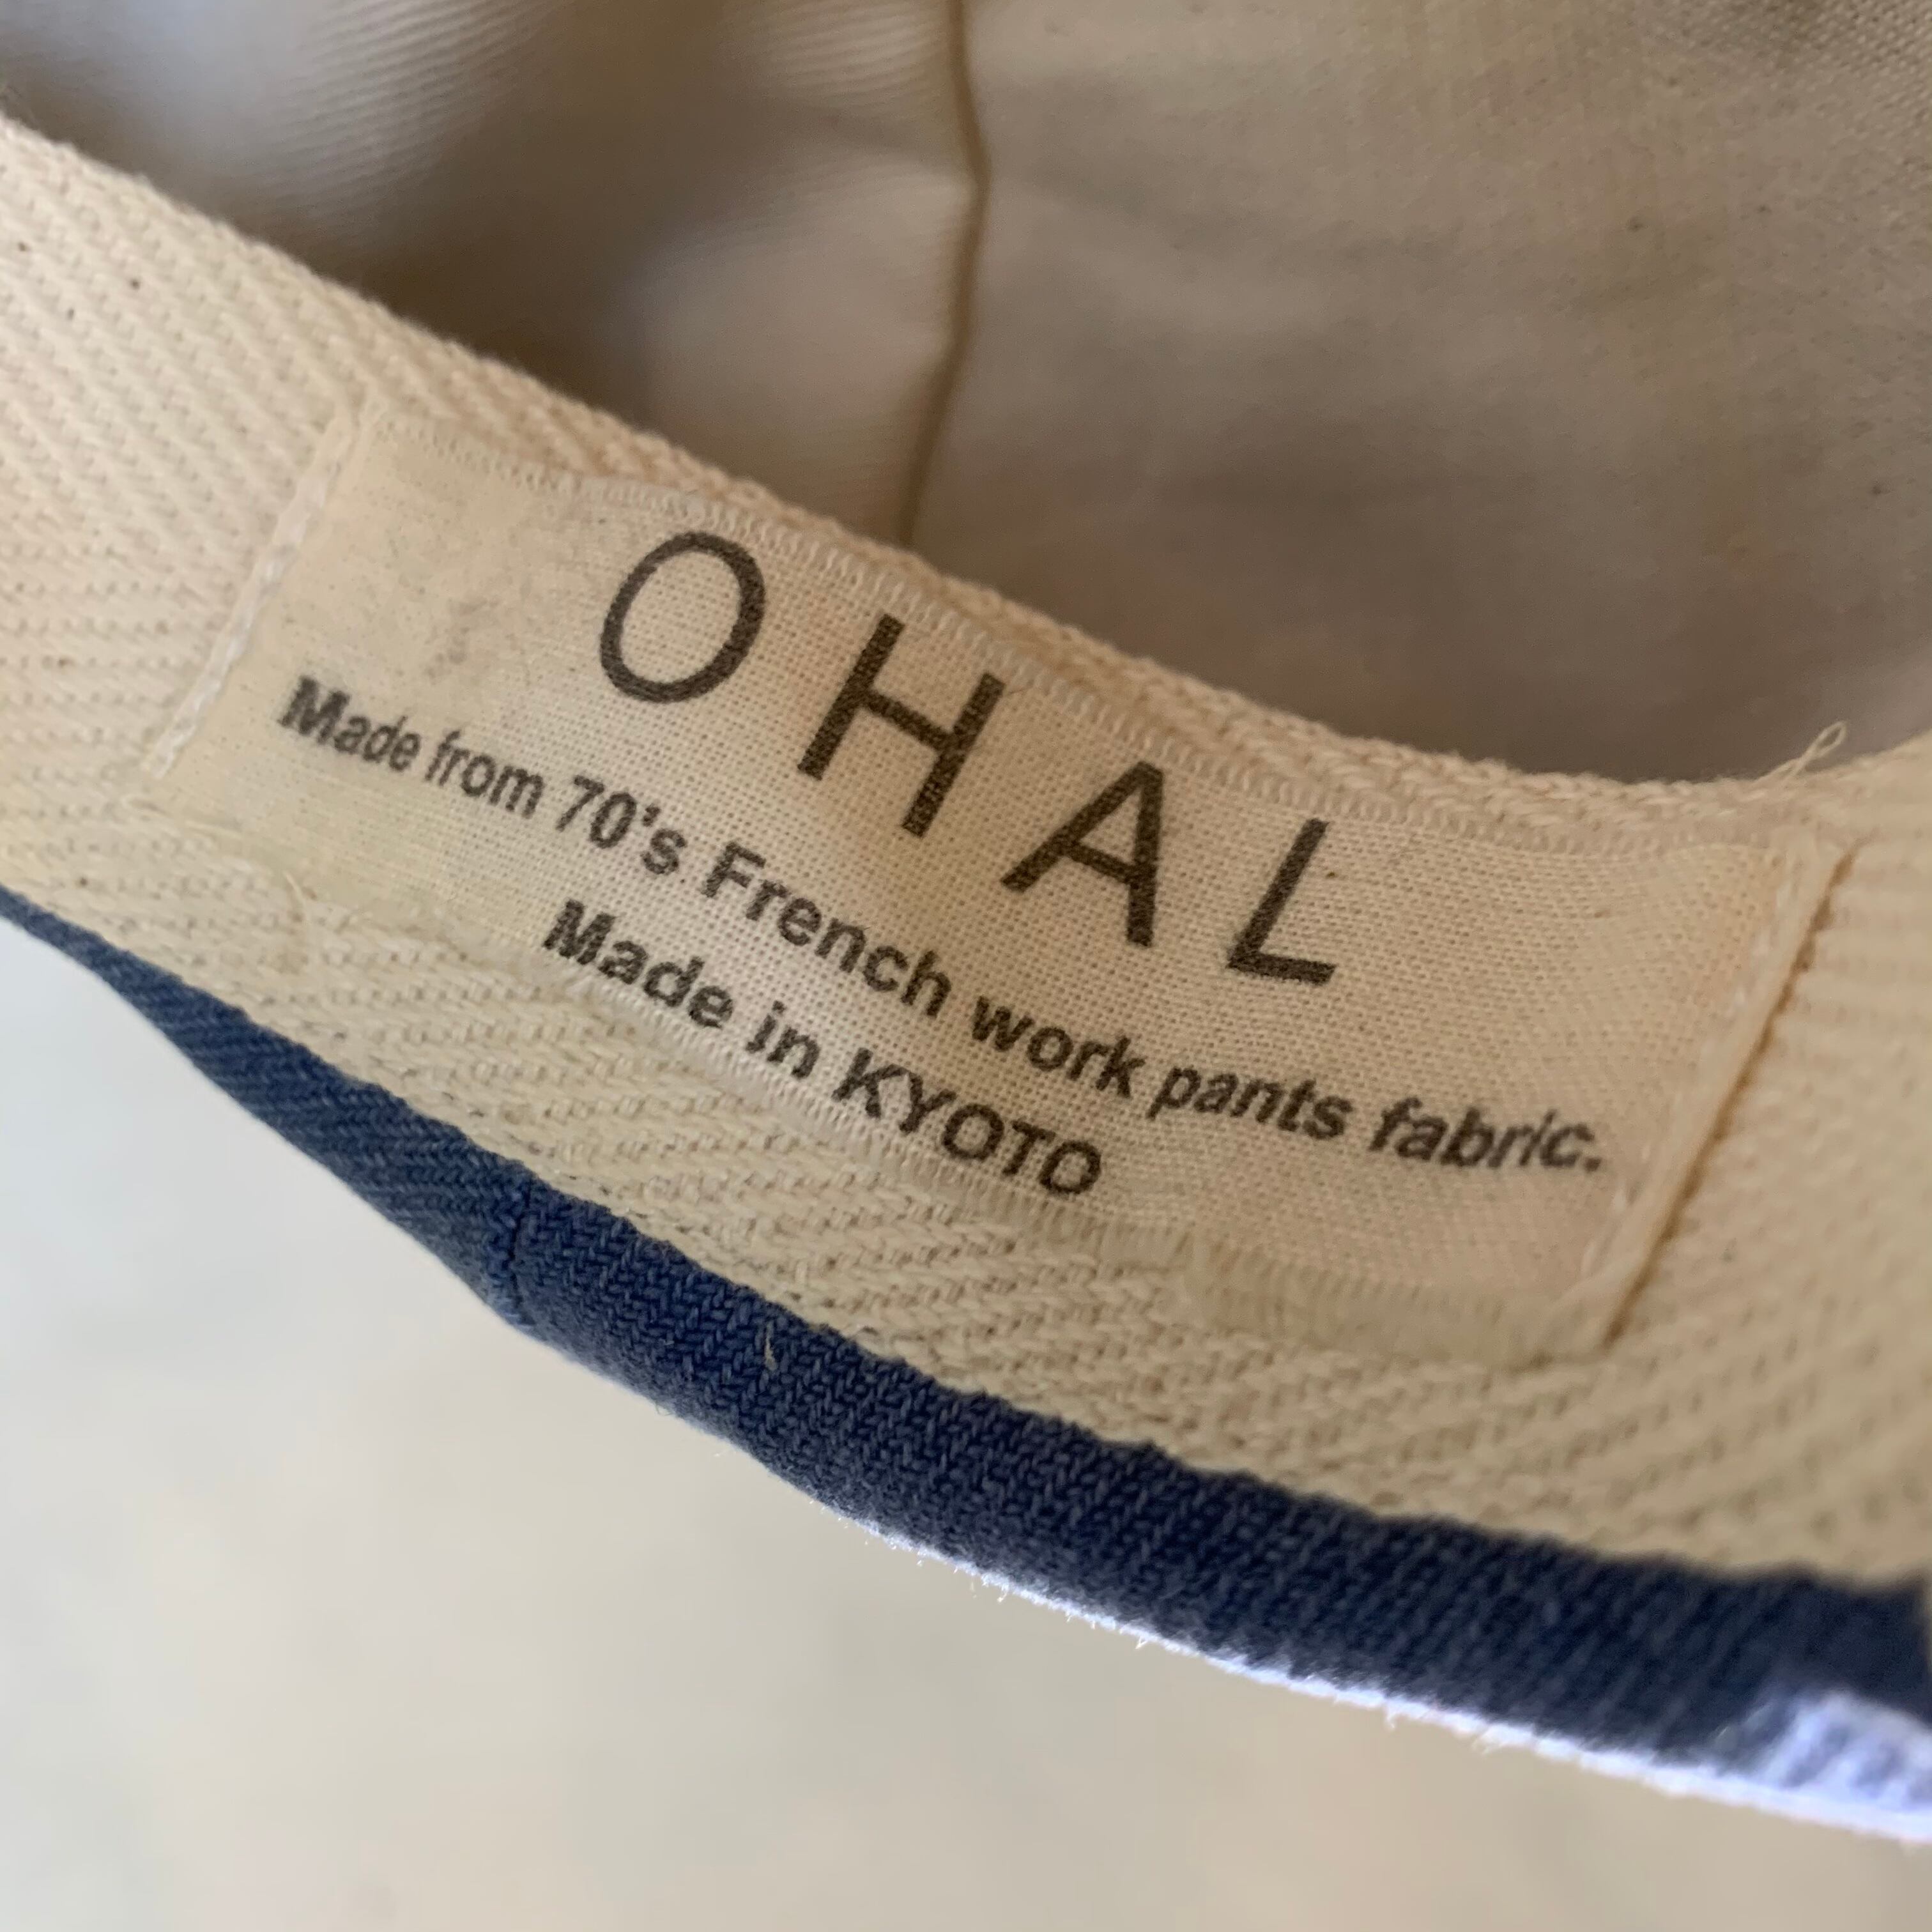 OHAL
Made from 70's French work pants fabric.
Made in KYOTO